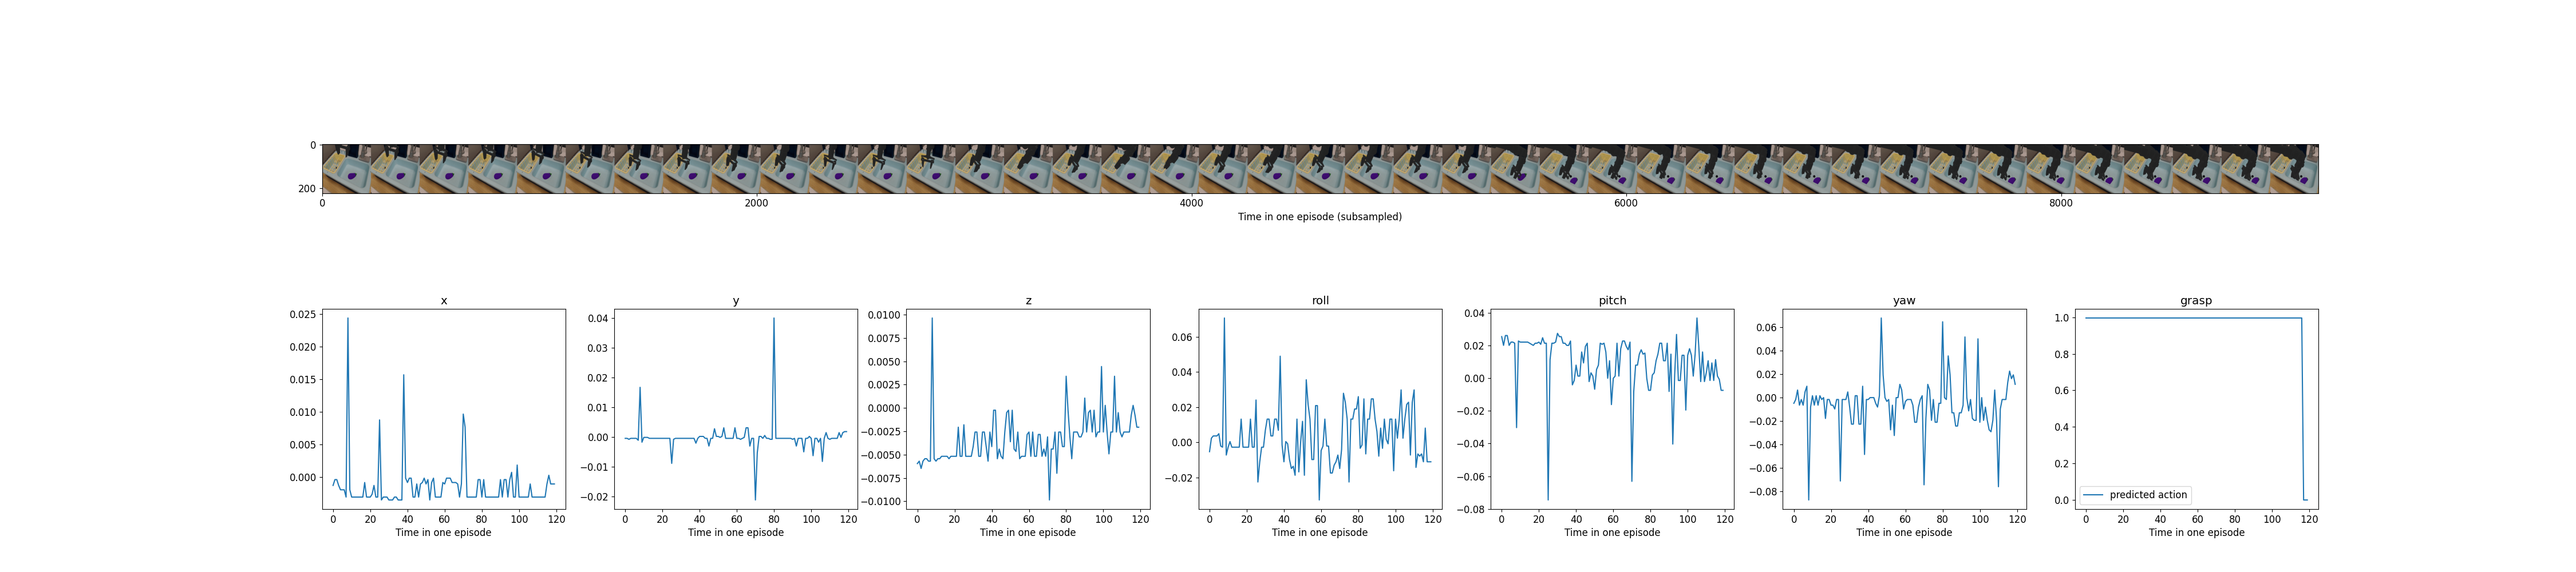 0
200
0 2000 4000 6000 8000
Time in one episode (subsampled)
x y z roll pitch yaw grasp
0.025
0.020
0.015
0.010
0.005
0.000
0 20 40 60 80 100 120
Time in one episode
0.04
0.03
0.02
0.01
0.00
−0.01
−0.02
0 20 40 60 80 100 120
Time in one episode
0.0100
0.0075
0.0050
0.0025
0.0000
−0.0025
−0.0050
−0.0075
−0.0100
0 20 40 60 80 100 120
Time in one episode
0.06
0.04
0.02
0.00
−0.02
0 20 40 60 80 100 120
Time in one episode
0.04
0.02
0.00
−0.02
−0.04
−0.06
−0.08
0 20 40 60 80 100 120
Time in one episode
0.06
0.04
0.02
0.00
−0.02
−0.04
−0.06
−0.08
0 20 40 60 80 100 120
Time in one episode
1.0
0.8
0.6
0.4
0.2
0.0
predicted action
0 20 40 60 80 100 120
Time in one episode